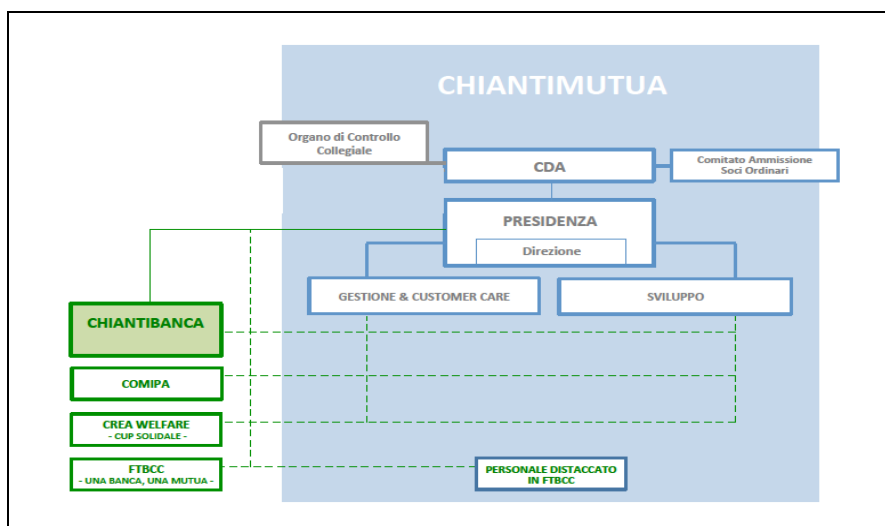 CHIANTIMUTUA
Organo di Controllo
Collegiale
CDA
Comitato Ammissione
Soci Ordinari
PRESIDENZA
Direzione
GESTIONE & CUSTOMER CARE
SVILUPPO
CHIANTIBANCA
COMIPA
CREA WELFARE
- CUP SOLIDALE -
FTBCC
- UNA BANCA, UNA MUTUA -
PERSONALE DISTACCATO
IN FTBCC